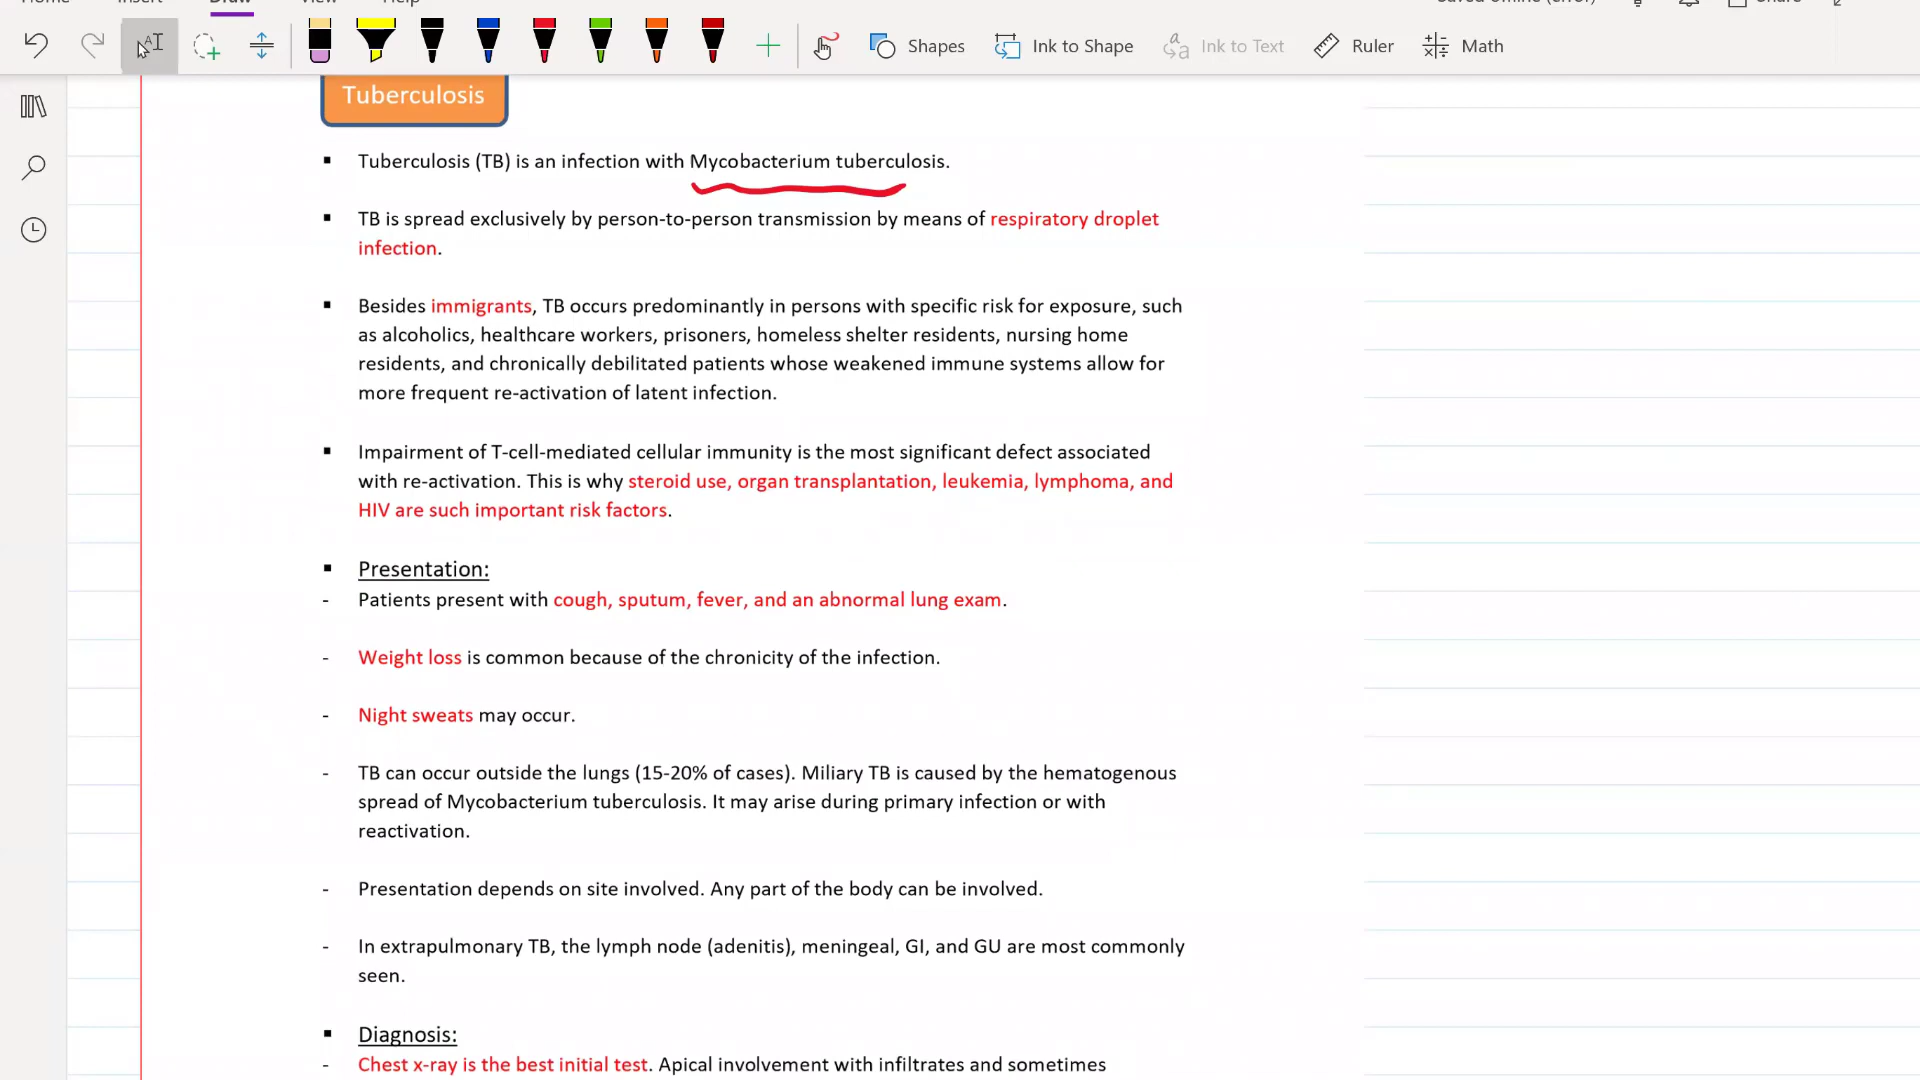 Home Insert Draw View Help Saved online (error) Share
Shapes Ink to Shape Ink to Text Ruler Math
Tuberculosis
▪ Tuberculosis (TB) is an infection with Mycobacterium tuberculosis.
▪ TB is spread exclusively by person-to-person transmission by means of respiratory droplet
infection.
▪ Besides immigrants, TB occurs predominantly in persons with specific risk for exposure, such
as alcoholics, healthcare workers, prisoners, homeless shelter residents, nursing home
residents, and chronically debilitated patients whose weakened immune systems allow for
more frequent re-activation of latent infection.
▪ Impairment of T-cell-mediated cellular immunity is the most significant defect associated
with re-activation. This is why steroid use, organ transplantation, leukemia, lymphoma, and
HIV are such important risk factors.
▪ Presentation:
- Patients present with cough, sputum, fever, and an abnormal lung exam.
- Weight loss is common because of the chronicity of the infection.
- Night sweats may occur.
- TB can occur outside the lungs (15-20% of cases). Miliary TB is caused by the hematogenous
spread of Mycobacterium tuberculosis. It may arise during primary infection or with
reactivation.
- Presentation depends on site involved. Any part of the body can be involved.
- In extrapulmonary TB, the lymph node (adenitis), meningeal, GI, and GU are most commonly
seen.
▪ Diagnosis:
- Chest x-ray is the best initial test. Apical involvement with infiltrates and sometimes